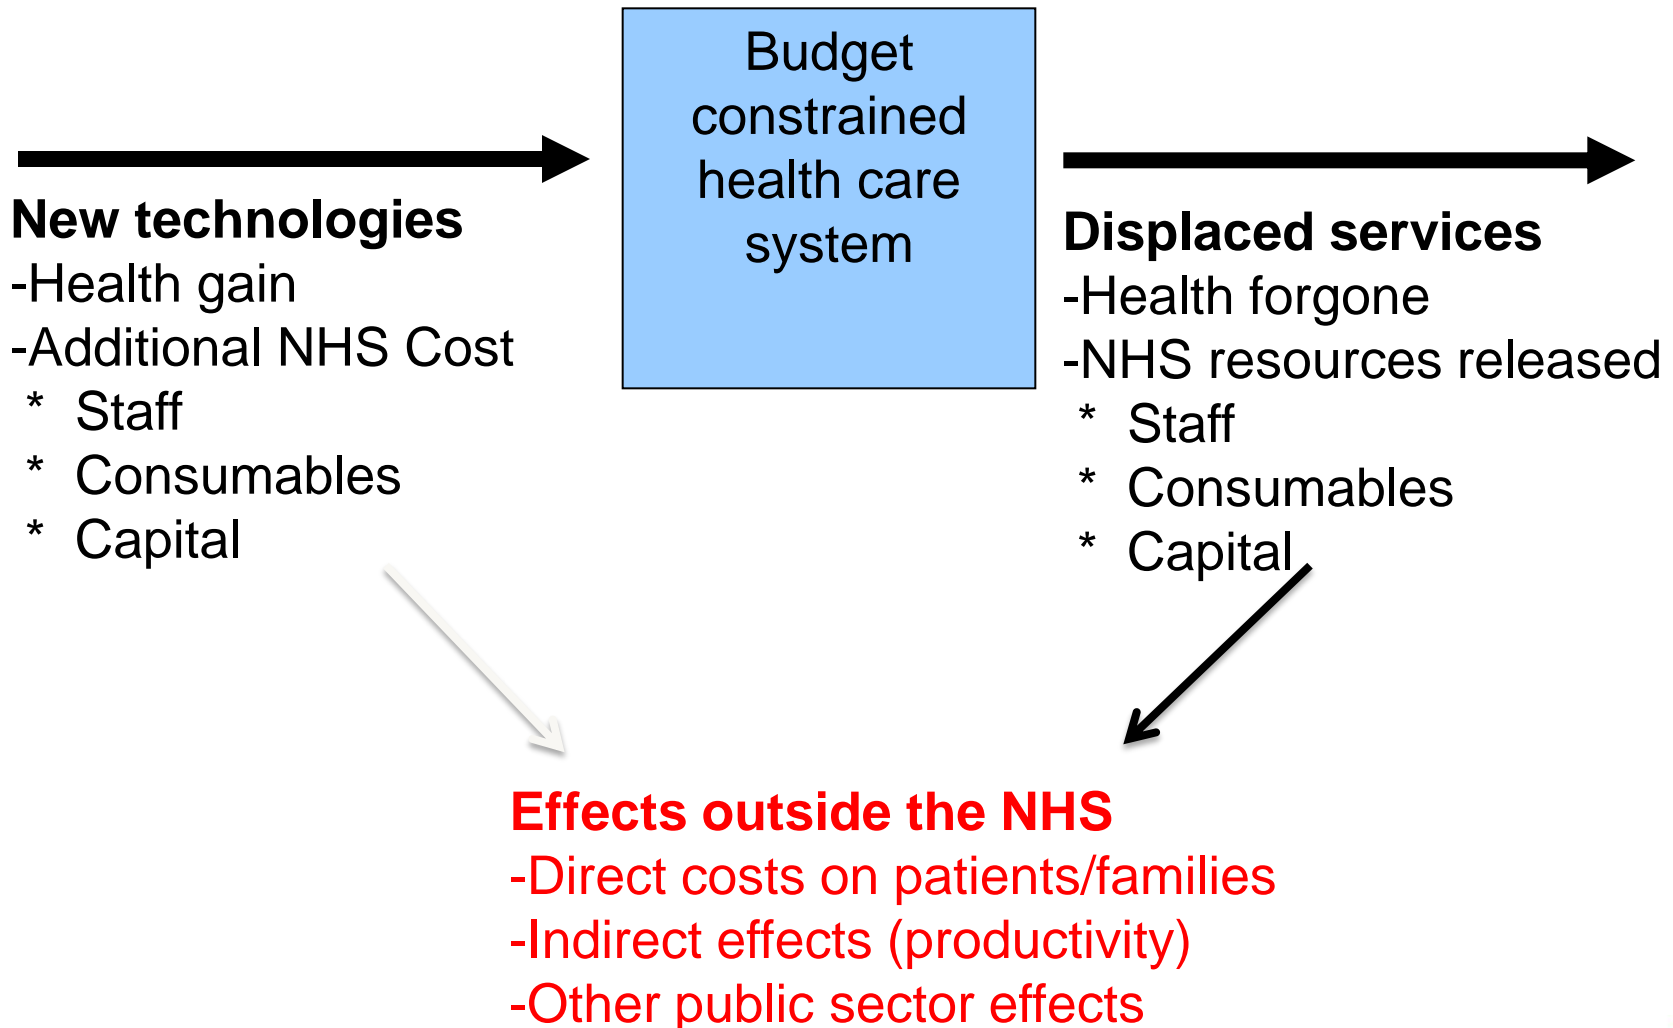 Budget
constrained
health care
system
New technologies
-Health gain
-Additional NHS Cost
* Staff
* Consumables
* Capital
Displaced services
-Health forgone
-NHS resources released
* Staff
* Consumables
* Capital
Effects outside the NHS
-Direct costs on patients/families
-Indirect effects (productivity)
-Other public sector effects